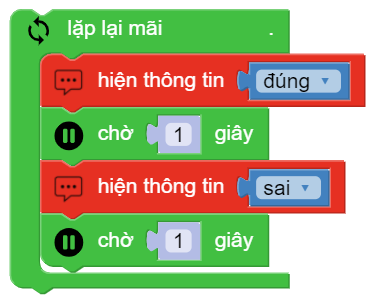 lặp lại mãi .
hiện thông tin đúng
chờ 1 giây
hiện thông tin sai
chờ 1 giây